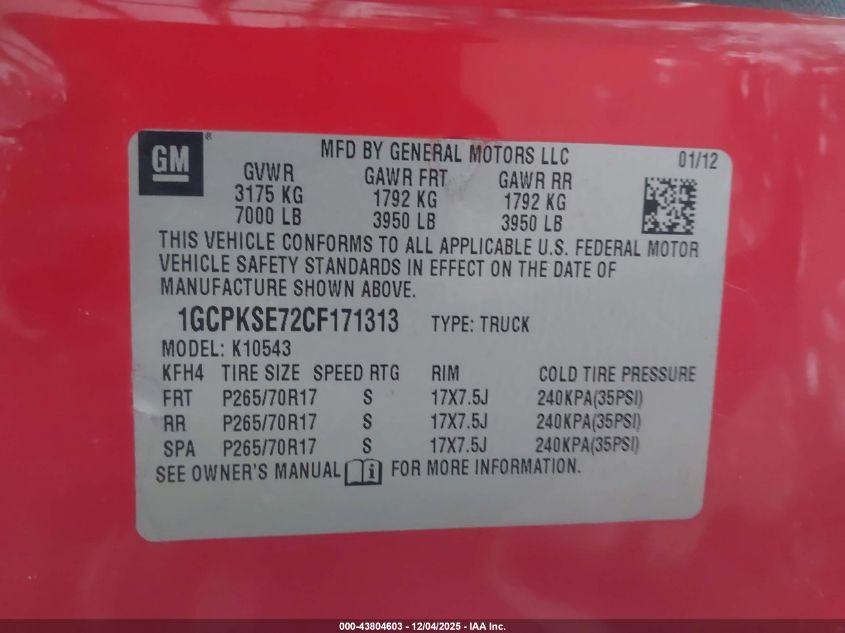 GM
MFD BY GENERAL MOTORS LLC 01/12
GVWR GAWR FRT GAWR RR
3175 KG 1792 KG 1792 KG
7000 LB 3950 LB 3950 LB
THIS VEHICLE CONFORMS TO ALL APPLICABLE U.S. FEDERAL MOTOR
VEHICLE SAFETY STANDARDS IN EFFECT ON THE DATE OF
MANUFACTURE SHOWN ABOVE.
1GCPKSE72CF171313 TYPE: TRUCK
MODEL: K10543
KFH4 TIRE SIZE SPEED RTG RIM COLD TIRE PRESSURE
FRT P265/70R17 S 17X7.5J 240KPA(35PSI)
RR P265/70R17 S 17X7.5J 240KPA(35PSI)
SPA P265/70R17 S 17X7.5J 240KPA(35PSI)
SEE OWNER'S MANUAL i FOR MORE INFORMATION.
000-43804603 - 12/04/2025 - IAA Inc.